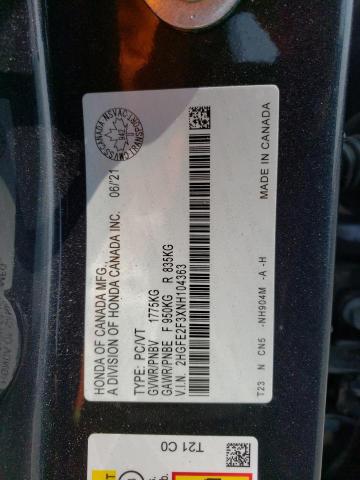 HONDA OF CANADA MFG.,
A DIVISION OF HONDA CANADA INC. 06/'21
TYPE: PC/VT
GVWR/PNBV 1775KG
GAWR/PNBE F 950KG R 835KG
V.I.N. 2HGFE2F3XNH104363
MADE IN CANADA
T23 N CN5 -NH904M -A -H
T21 C0